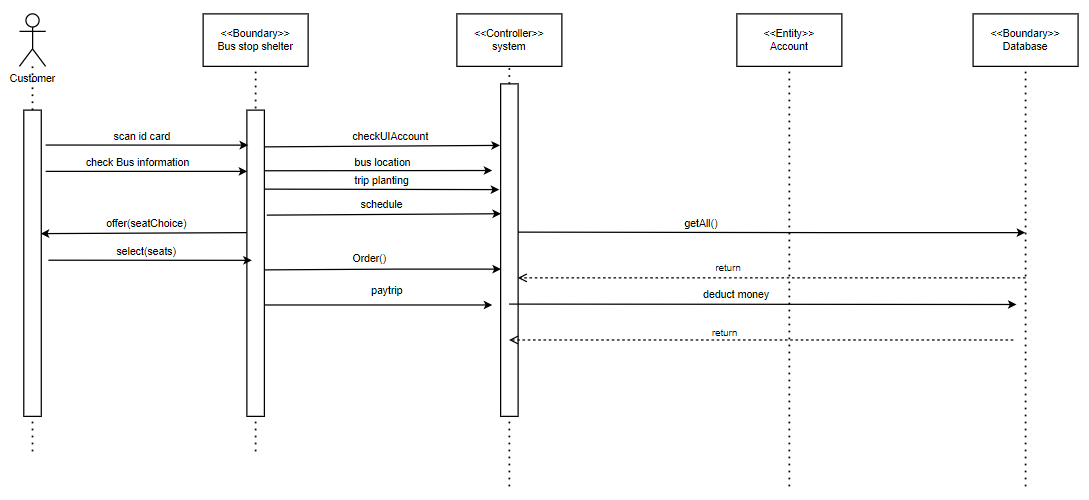 <<Boundary>>
Bus stop shelter
<<Controller>>
system
<<Entity>>
Account
<<Boundary>>
Database
Customer
scan id card
checkUIAccount
check Bus information
bus location
trip planting
schedule
offer(seatChoice)
getAll()
select(seats)
Order()
return
paytrip
deduct money
return